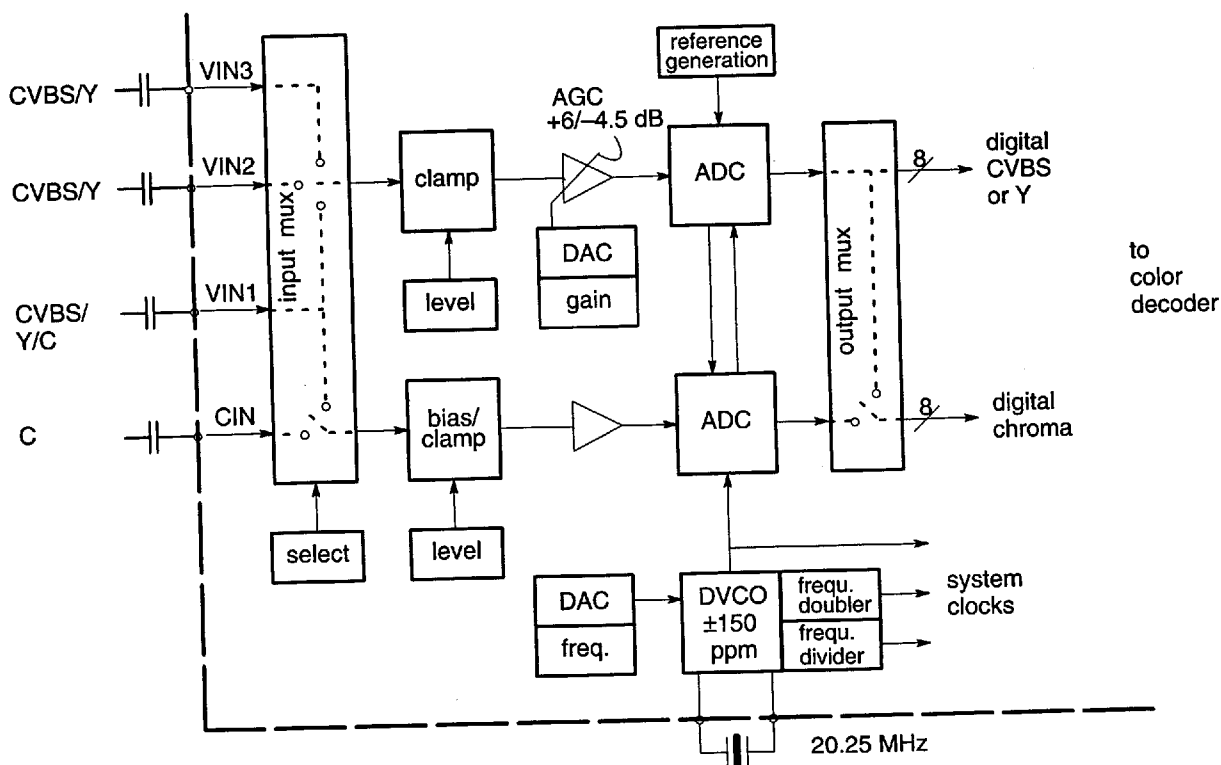 reference
generation
CVBS/Y
VIN3
AGC
+6/–4.5 dB
CVBS/Y
VIN2
input mux
clamp
ADC
output mux
8
digital
CVBS
or Y
DAC
gain
level
to
color
decoder
CVBS/
Y/C
VIN1
C
CIN
bias/
clamp
ADC
8
digital
chroma
select
level
DAC
freq.
DVCO
±150
ppm
frequ.
doubler
frequ.
divider
system
clocks
20.25 MHz